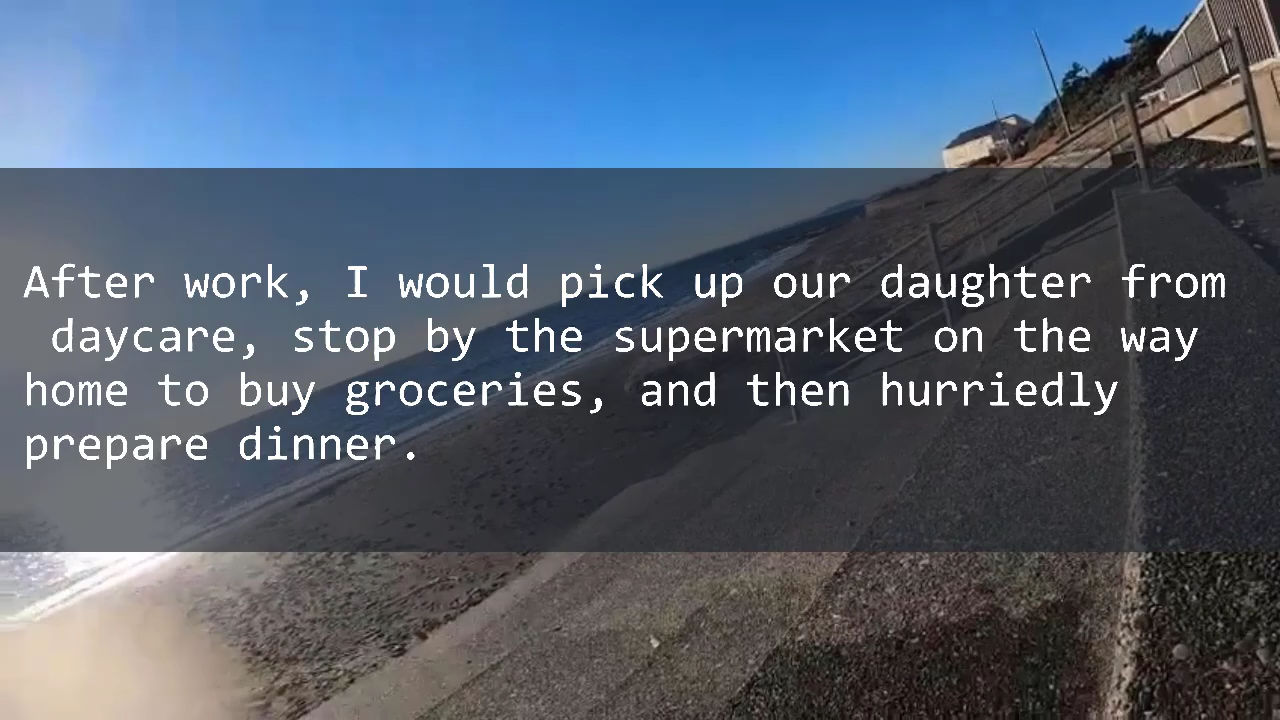 After work, I would pick up our daughter from
daycare, stop by the supermarket on the way
home to buy groceries, and then hurriedly
prepare dinner.